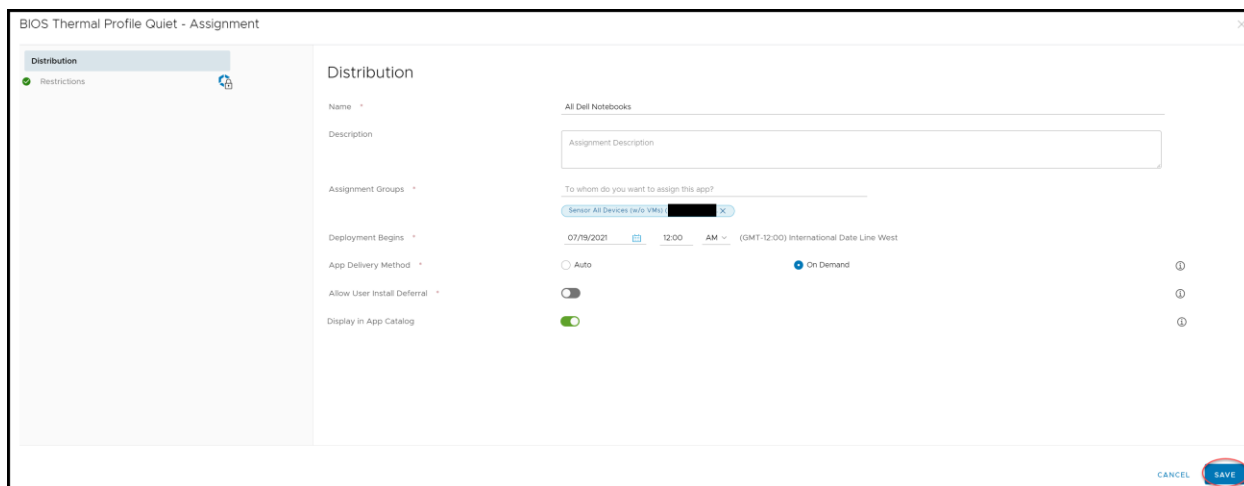 BIOS Thermal Profile Quiet - Assignment
Distribution
Restrictions
Distribution
Name * All Dell Notebooks
Description Assignment Description
Assignment Groups * To whom do you want to assign this app?
Sensor All Devices (w/o VMs) (
Deployment Begins * 07/19/2021 12:00 AM (GMT-12:00) International Date Line West
App Delivery Method * Auto On Demand
Allow User Install Deferral *
Display in App Catalog
CANCEL SAVE